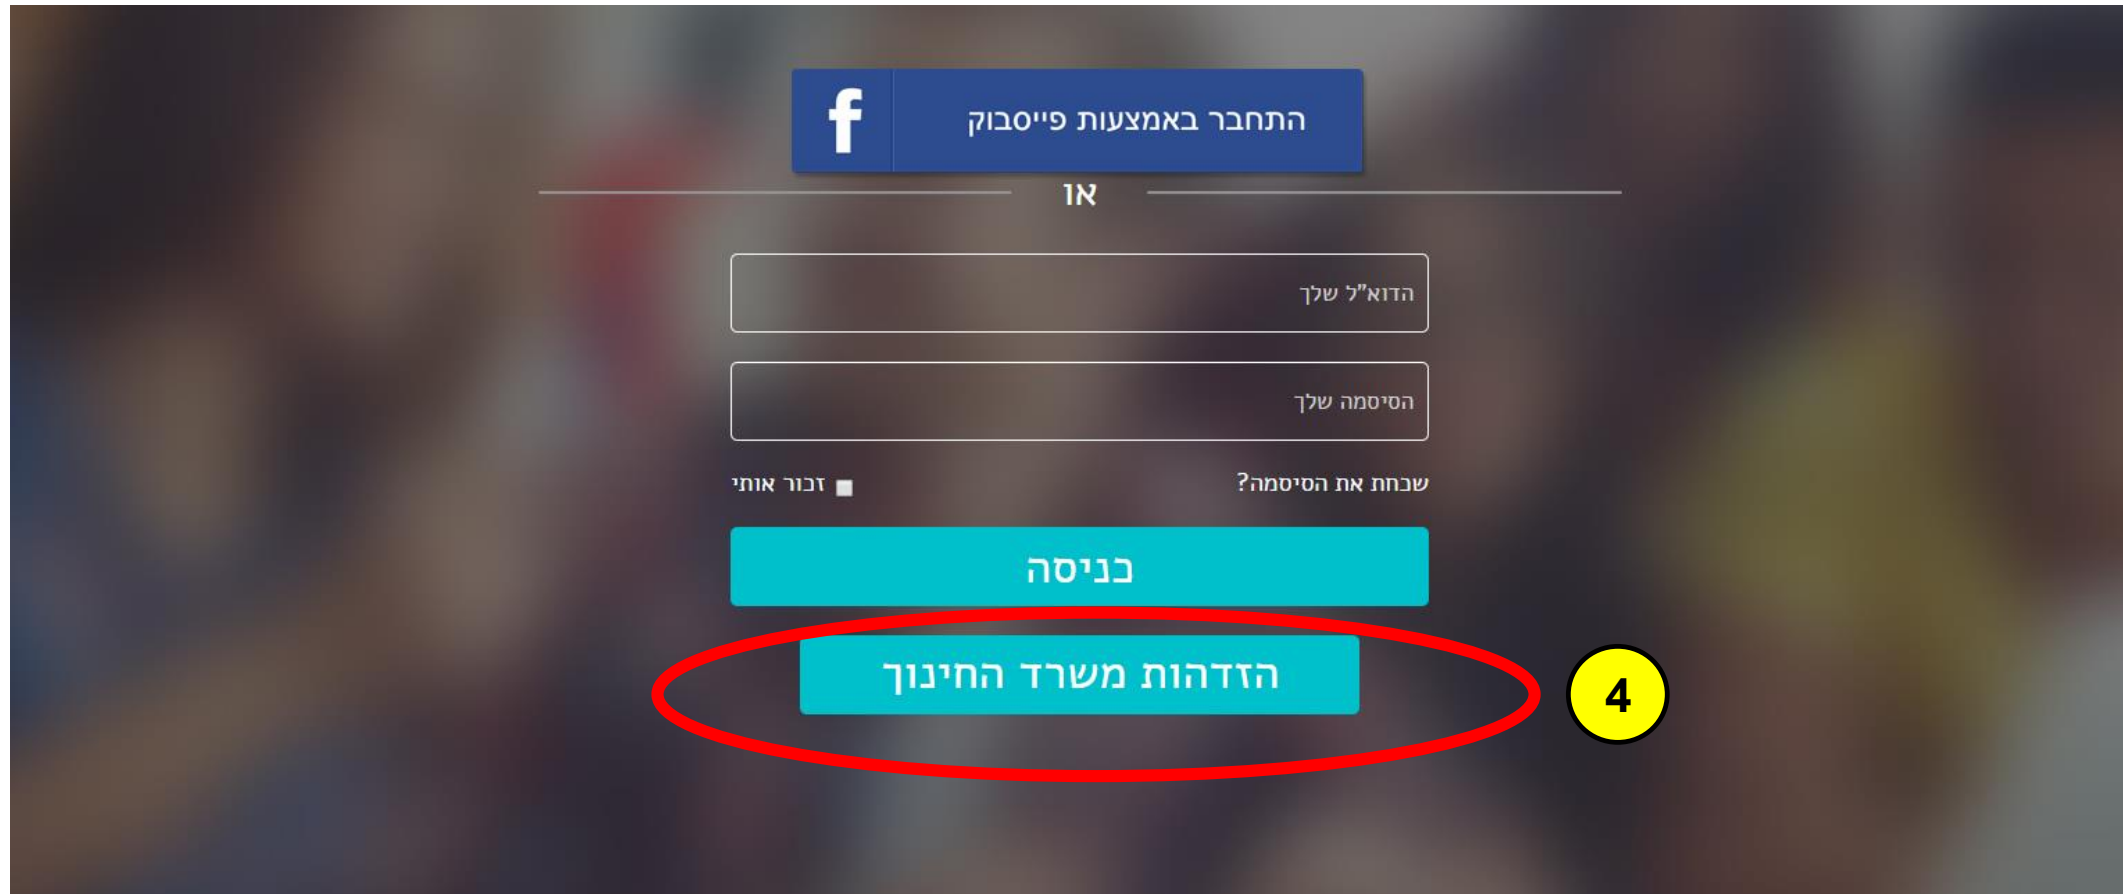 f התחבר באמצעות פייסבוק
או
הדוא"ל שלך
הסיסמה שלך
שכחת את הסיסמה? זכור אותי
כניסה
הזדהות משרד החינוך
4